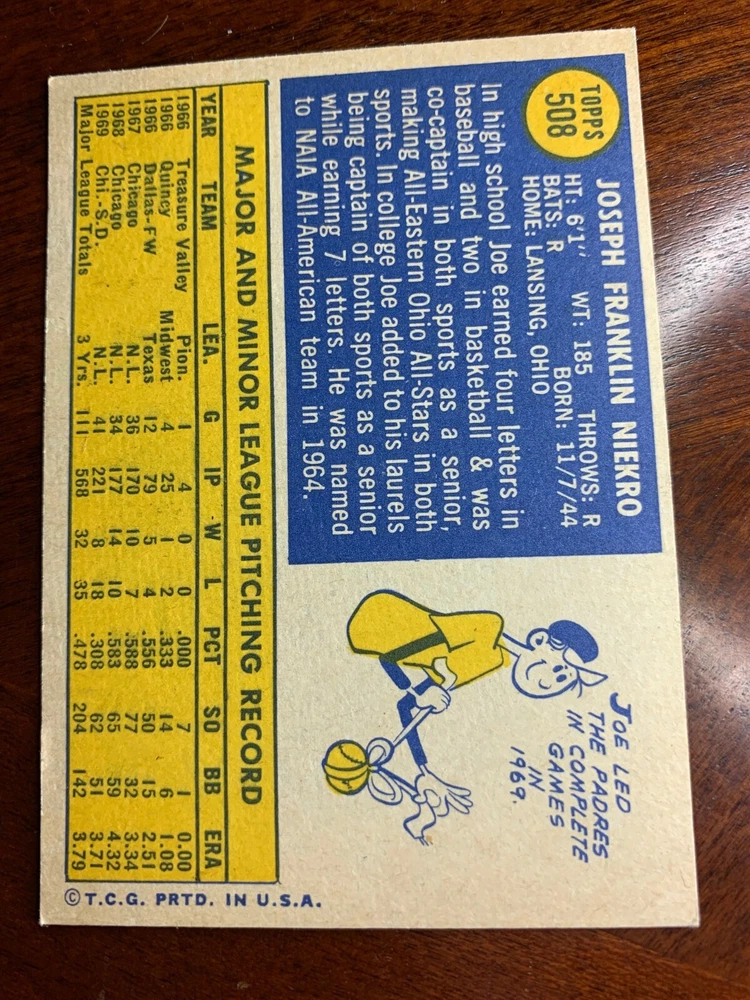 TOPPS
508
JOSEPH FRANKLIN NIEKRO
HT: 6'1" WT: 185 THROWS: R
BATS: R BORN: 11/7/44
HOME: LANSING, OHIO
In high school Joe earned four letters in
baseball and two in basketball & was
co-captain in both sports as a senior,
making All-Eastern Ohio All-Stars in both
sports. In college Joe added to his laurels
being captain of both sports as a senior
while earning 7 letters. He was named
to NAIA All-American team in 1964.
JOE LED
THE PADRES
IN COMPLETE
GAMES
IN
1969.
MAJOR AND MINOR LEAGUE PITCHING RECORD
YEAR TEAM LEA. G IP W L PCT SO BB ERA
1966 Treasure Valley Pion. 1 4 0 0 .000 7 1 0.00
1966 Quincy Midwest 4 25 1 2 .333 14 6 1.08
1966 Dallas-FW Texas 12 79 5 4 .556 50 15 2.51
1967 Chicago N.L. 36 170 10 7 .588 77 32 3.34
1968 Chicago N.L. 34 177 14 10 .583 65 59 4.32
1969 Chi.-S.D. N.L. 41 221 8 18 .308 62 51 3.71
Major League Totals 3 Yrs. 111 568 32 35 .478 204 142 3.79
© T.C.G. PRTD. IN U.S.A.